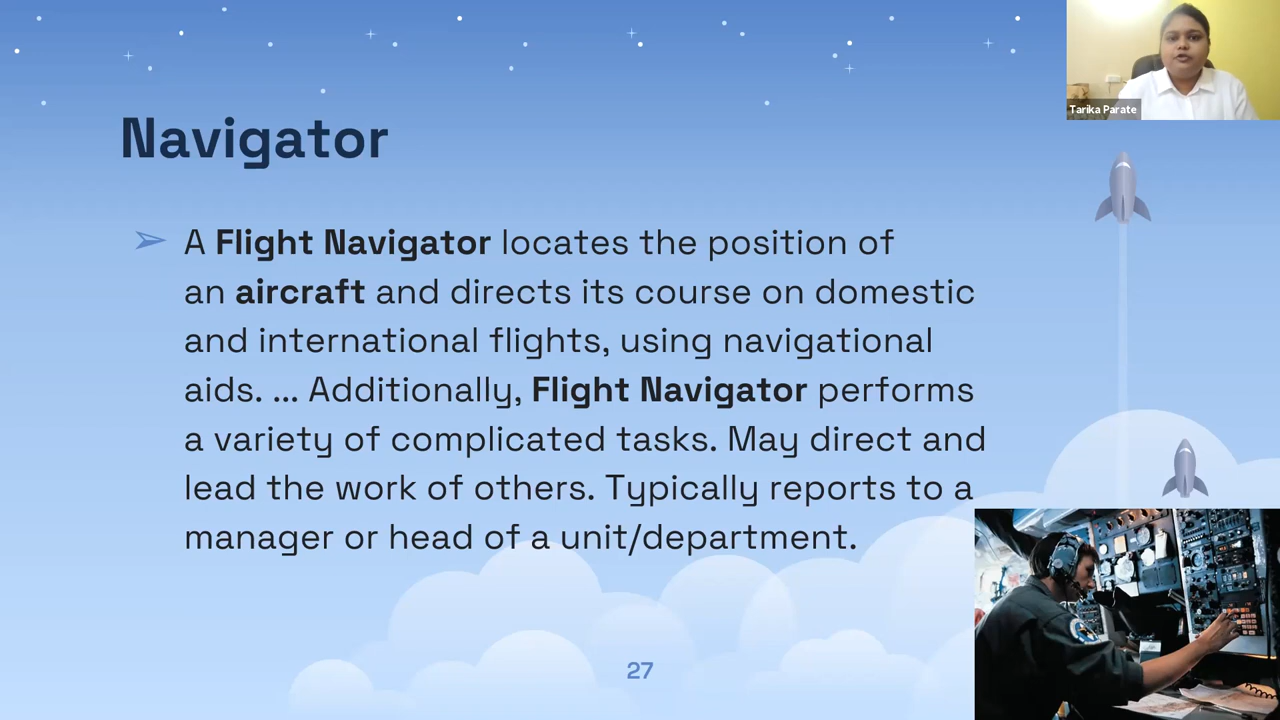 Tarika Parate
Navigator
➢ A Flight Navigator locates the position of
an aircraft and directs its course on domestic
and international flights, using navigational
aids. ... Additionally, Flight Navigator performs
a variety of complicated tasks. May direct and
lead the work of others. Typically reports to a
manager or head of a unit/department.
27